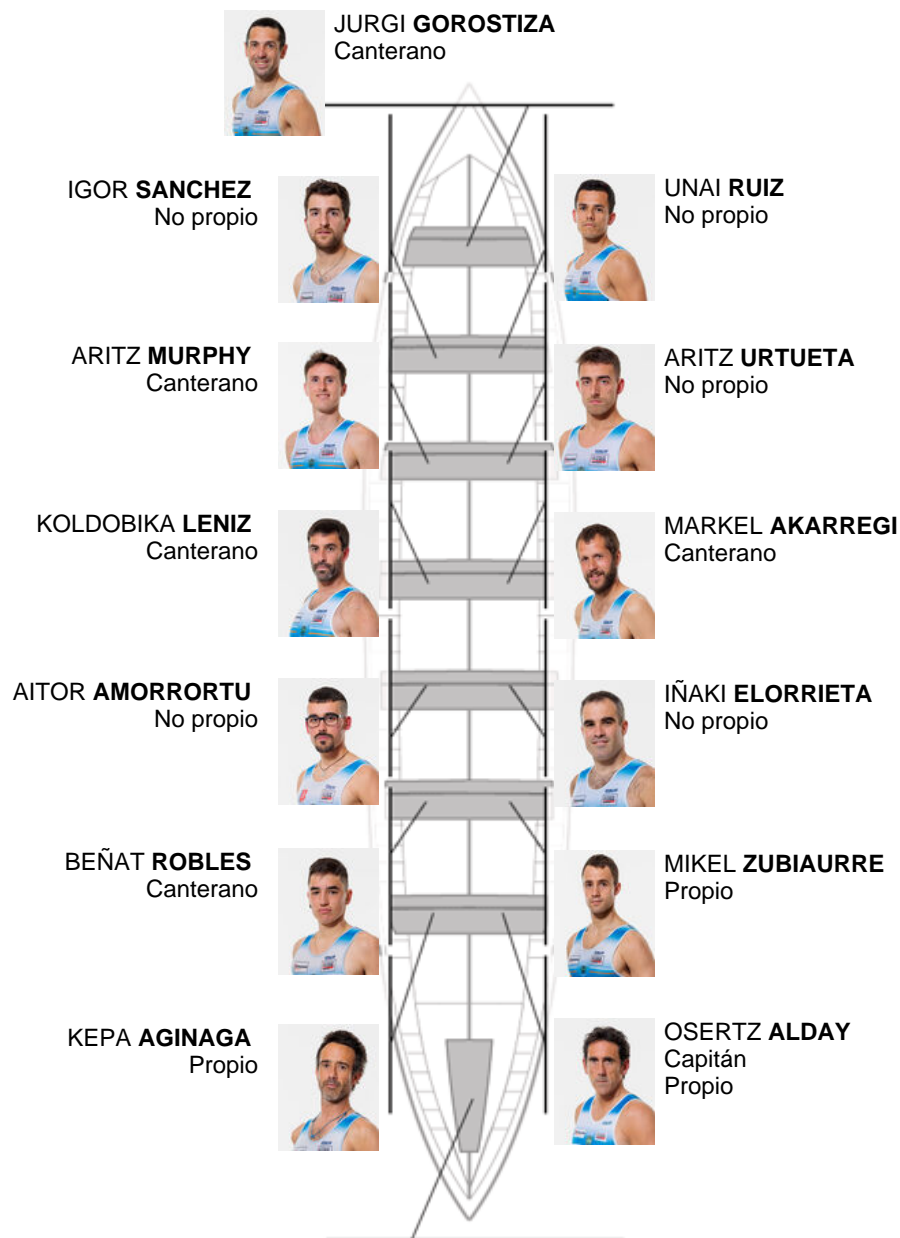 JURGI GOROSTIZA
Canterano
IGOR SANCHEZ
No propio
UNAI RUIZ
No propio
ARITZ MURPHY
Canterano
ARITZ URTUETA
No propio
KOLDOBIKA LENIZ
Canterano
MARKEL AKARREGI
Canterano
AITOR AMORRORTU
No propio
IÑAKI ELORRIETA
No propio
BEÑAT ROBLES
Canterano
MIKEL ZUBIAURRE
Propio
KEPA AGINAGA
Propio
OSERTZ ALDAY
Capitán
Propio